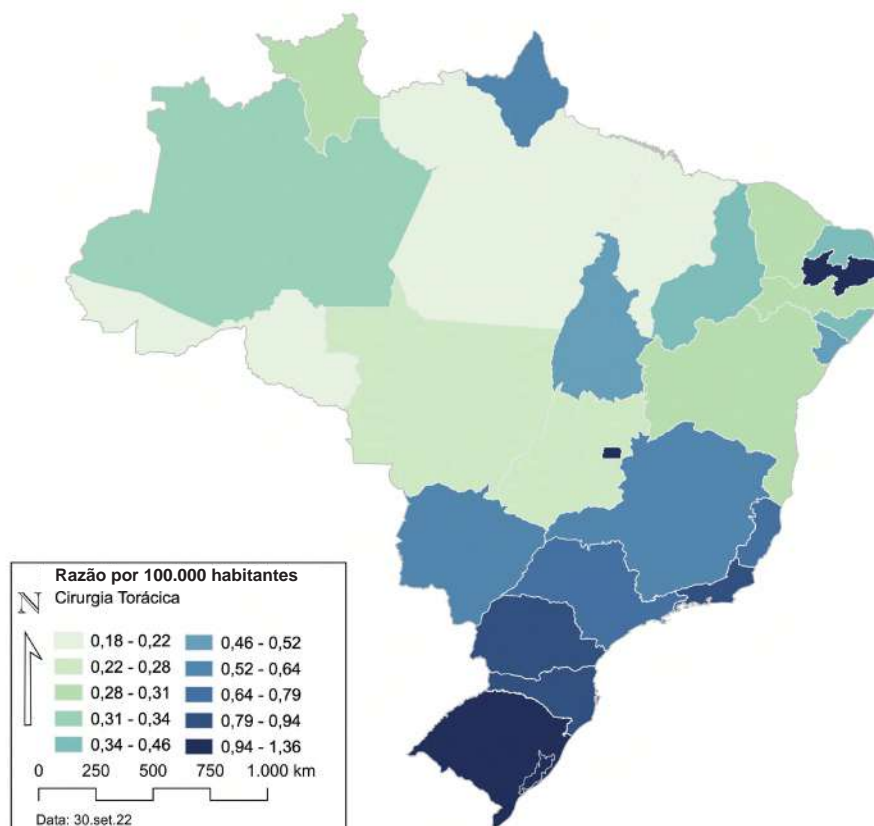 Razão por 100.000 habitantes
N Cirurgia Torácica
0,18 - 0,22
0,22 - 0,28
0,28 - 0,31
0,31 - 0,34
0,34 - 0,46
0,46 - 0,52
0,52 - 0,64
0,64 - 0,79
0,79 - 0,94
0,94 - 1,36
0 250 500 750 1.000 km
Data: 30.set.22